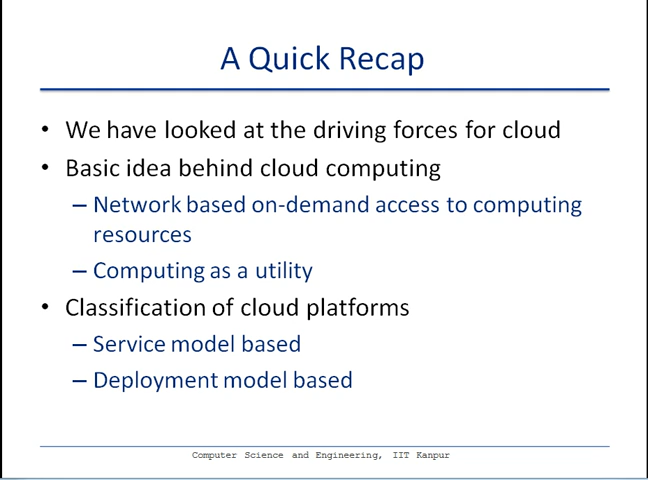 A Quick Recap
• We have looked at the driving forces for cloud
• Basic idea behind cloud computing
– Network based on-demand access to computing
resources
– Computing as a utility
• Classification of cloud platforms
– Service model based
– Deployment model based
Computer Science and Engineering, IIT Kanpur